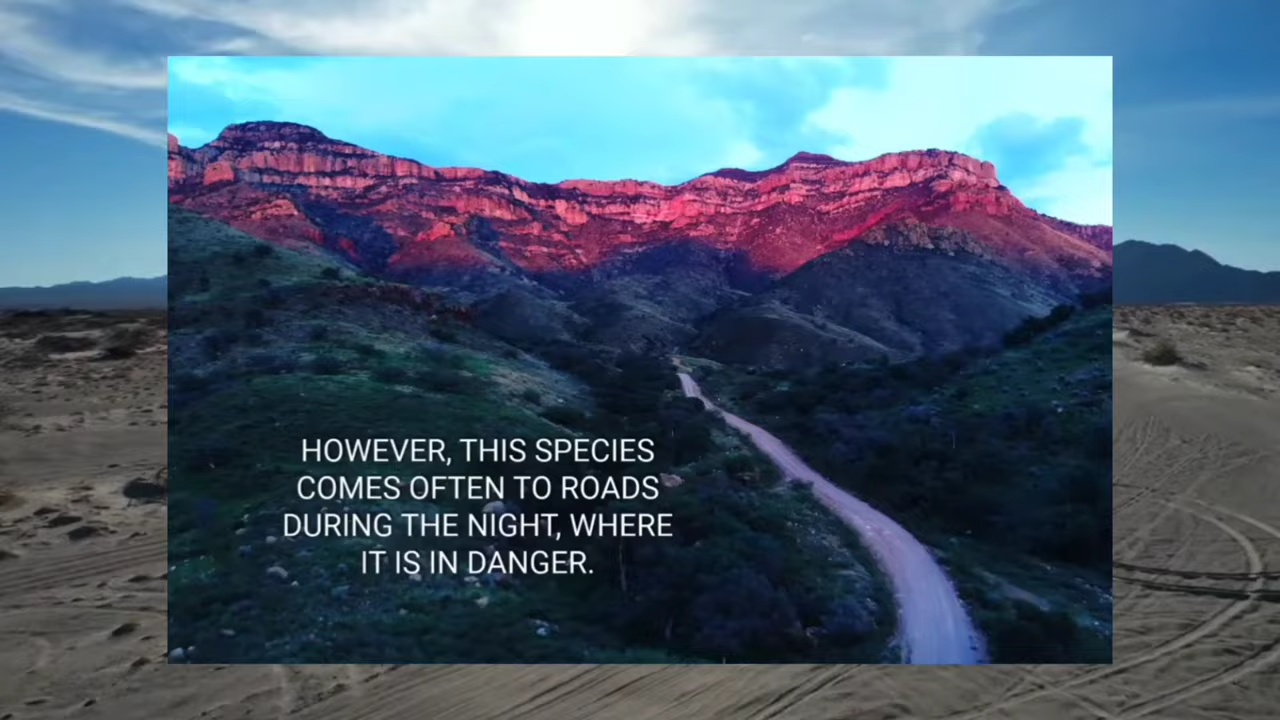 HOWEVER, THIS SPECIES
COMES OFTEN TO ROADS
DURING THE NIGHT, WHERE
IT IS IN DANGER.